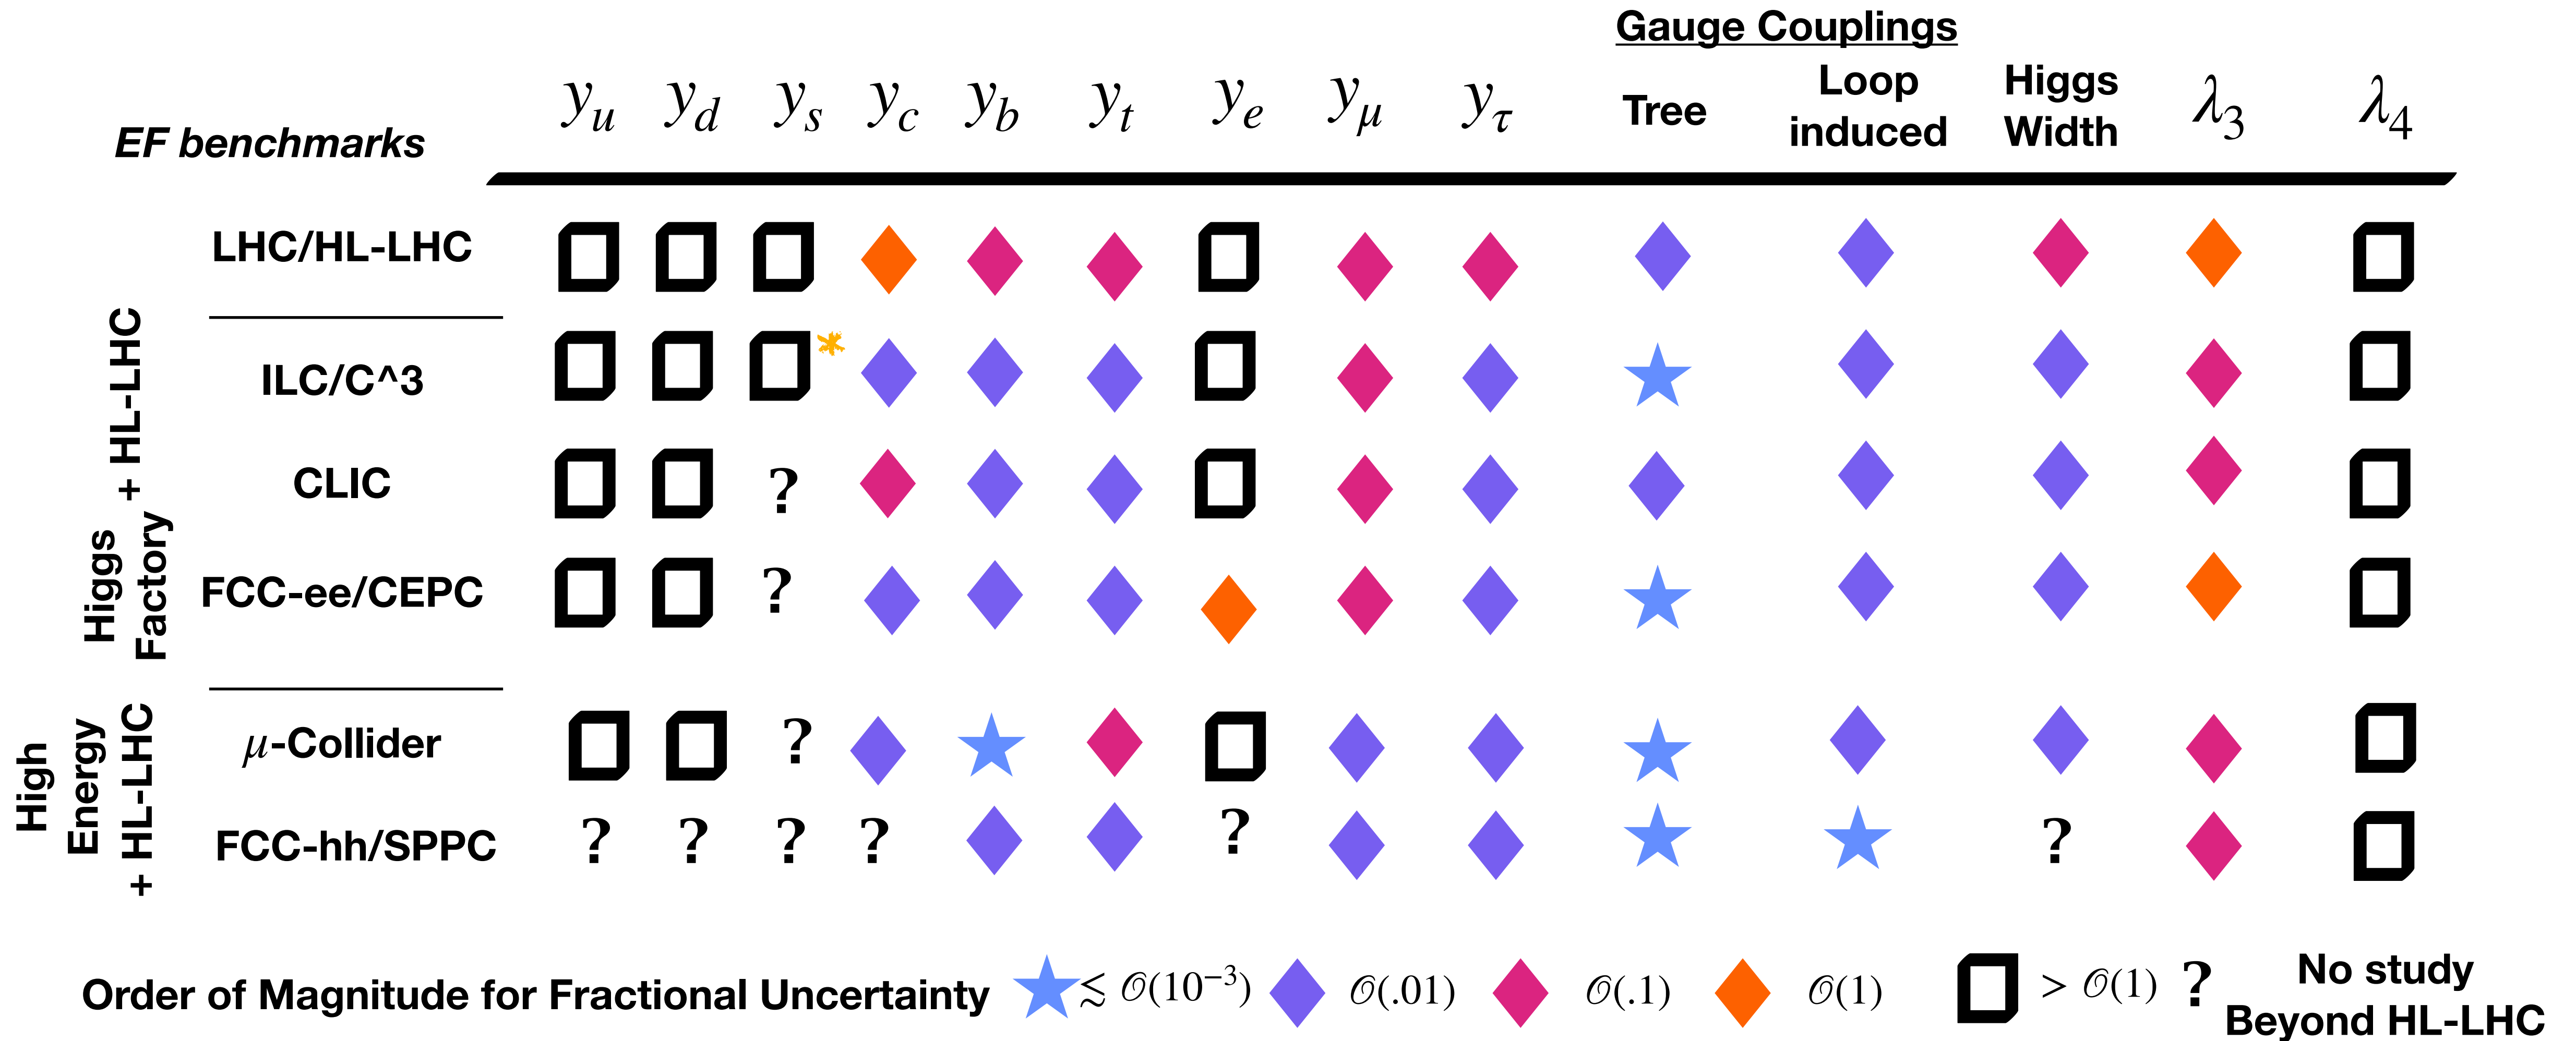 Gauge Couplings
EF benchmarks
y_u y_d y_s y_c y_b y_t y_e y_μ y_τ
Tree
Loop
induced
Higgs
Width
λ_3 λ_4
LHC/HL-LHC
Higgs
Factory + HL-LHC
ILC/C^3
*
CLIC
?
FCC-ee/CEPC
?
High
Energy
+ HL-LHC
μ-Collider
?
FCC-hh/SPPC
? ? ? ? ? ?
Order of Magnitude for Fractional Uncertainty
≲ 𝒪(10⁻³)
𝒪(.01)
𝒪(.1)
𝒪(1)
> 𝒪(1)
?
No study
Beyond HL-LHC